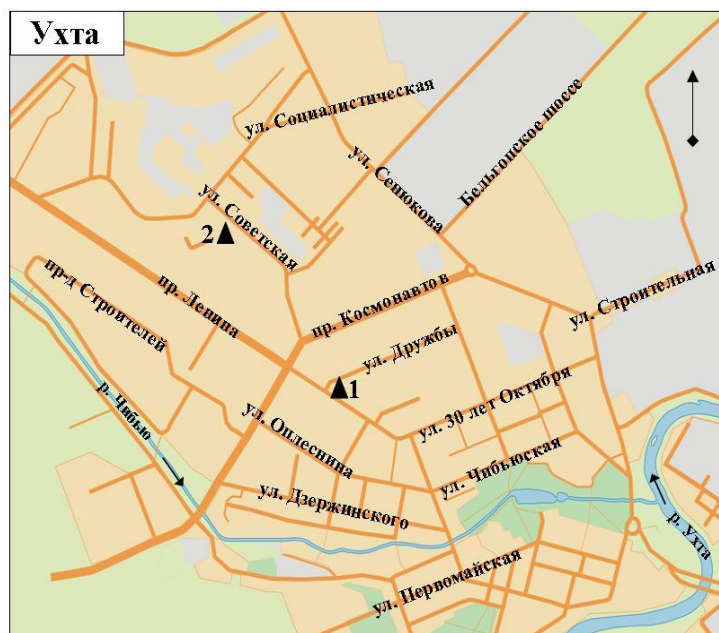 Ухта
ул. Социалистическая
Бельгопское шоссе
ул. Сенюкова
ул. Советская
2
пр. Ленина
пр-д Строителей
пр. Космонавтов
ул. Строительная
ул. Дружбы
1
р. Чибью
ул. Оплеснина
ул. 30 лет Октября
ул. Чибьюская
ул. Дзержинского
р. Ухта
ул. Первомайская